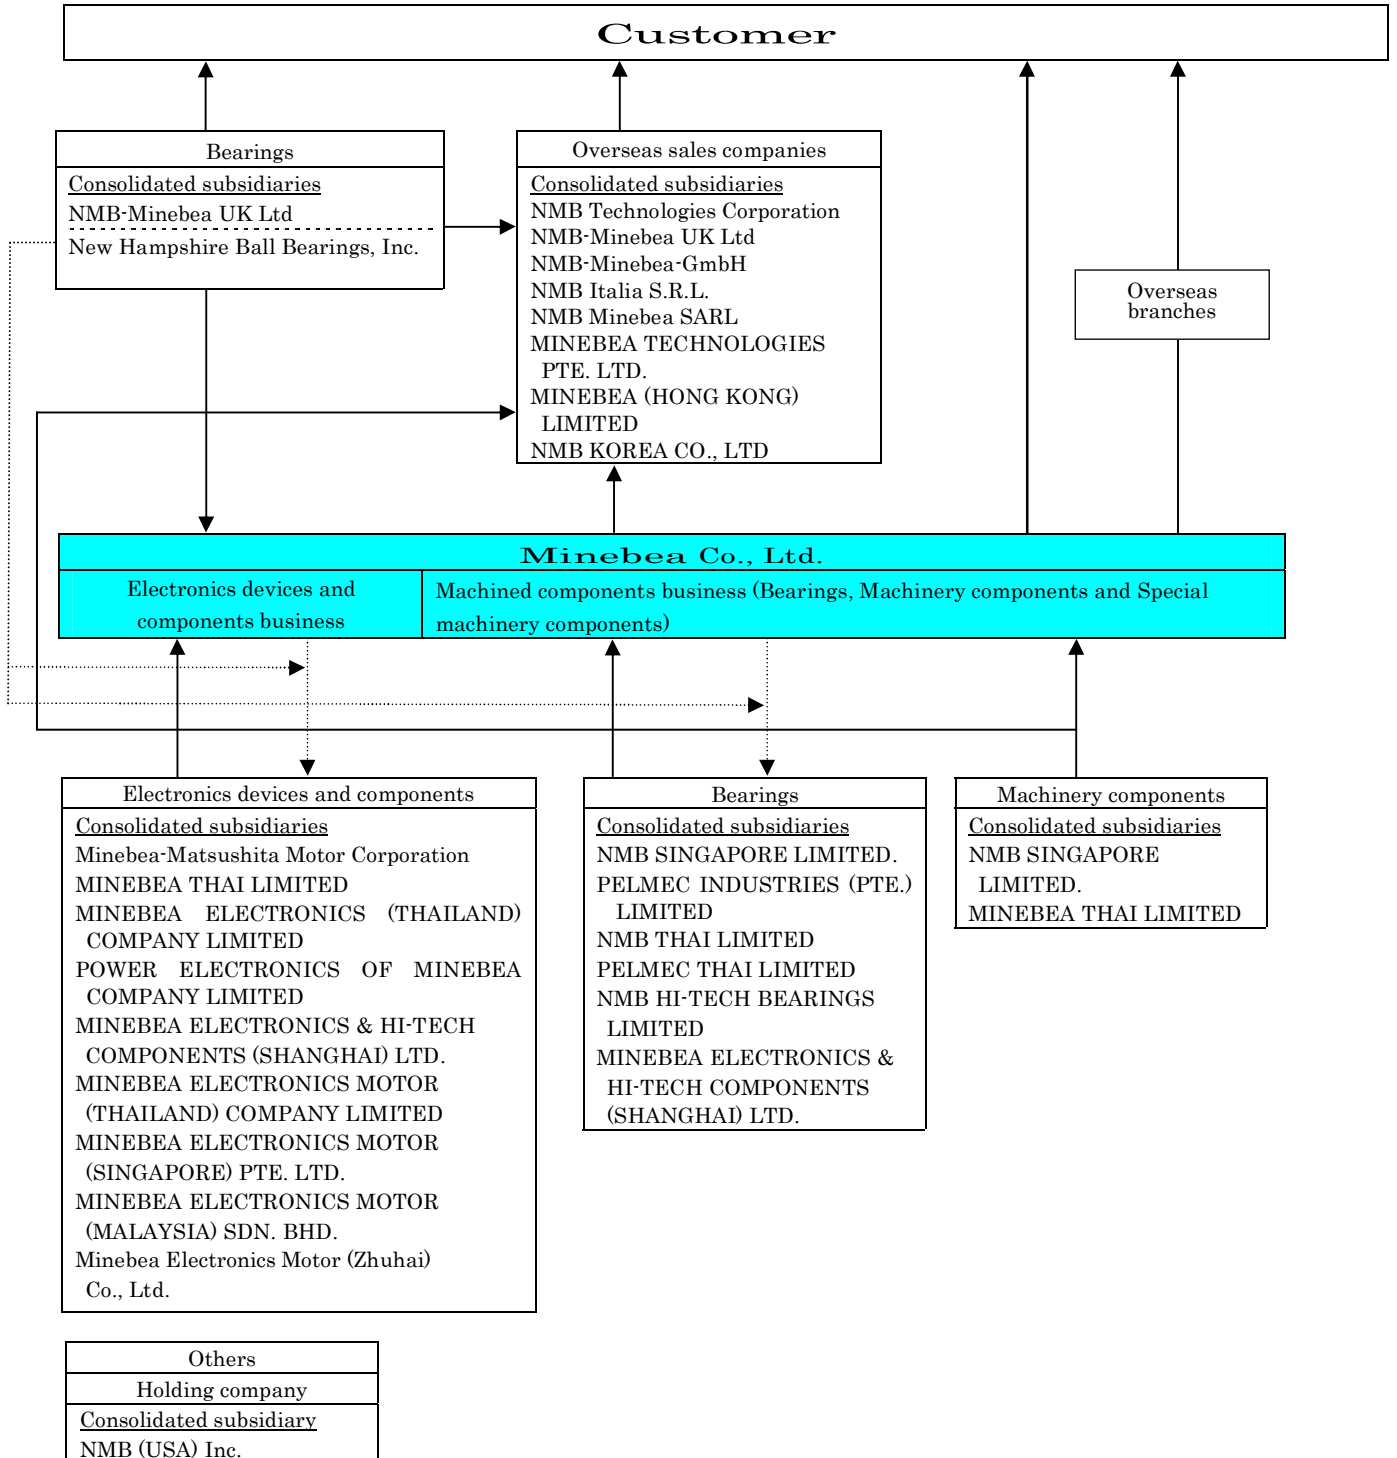 Customer
Bearings
Consolidated subsidiaries
NMB-Minebea UK Ltd
New Hampshire Ball Bearings, Inc.
Overseas sales companies
Consolidated subsidiaries
NMB Technologies Corporation
NMB-Minebea UK Ltd
NMB-Minebea-GmbH
NMB Italia S.R.L.
NMB Minebea SARL
MINEBEA TECHNOLOGIES
PTE. LTD.
MINEBEA (HONG KONG)
LIMITED
NMB KOREA CO., LTD
Overseas
branches
Minebea Co., Ltd.
Electronics devices and
components business
Machined components business (Bearings, Machinery components and Special
machinery components)
Electronics devices and components
Consolidated subsidiaries
Minebea-Matsushita Motor Corporation
MINEBEA THAI LIMITED
MINEBEA ELECTRONICS (THAILAND)
COMPANY LIMITED
POWER ELECTRONICS OF MINEBEA
COMPANY LIMITED
MINEBEA ELECTRONICS & HI-TECH
COMPONENTS (SHANGHAI) LTD.
MINEBEA ELECTRONICS MOTOR
(THAILAND) COMPANY LIMITED
MINEBEA ELECTRONICS MOTOR
(SINGAPORE) PTE. LTD.
MINEBEA ELECTRONICS MOTOR
(MALAYSIA) SDN. BHD.
Minebea Electronics Motor (Zhuhai)
Co., Ltd.
Bearings
Consolidated subsidiaries
NMB SINGAPORE LIMITED.
PELMEC INDUSTRIES (PTE.)
LIMITED
NMB THAI LIMITED
PELMEC THAI LIMITED
NMB HI-TECH BEARINGS
LIMITED
MINEBEA ELECTRONICS &
HI-TECH COMPONENTS
(SHANGHAI) LTD.
Machinery components
Consolidated subsidiaries
NMB SINGAPORE
LIMITED.
MINEBEA THAI LIMITED
Others
Holding company
Consolidated subsidiary
NMB (USA) Inc.